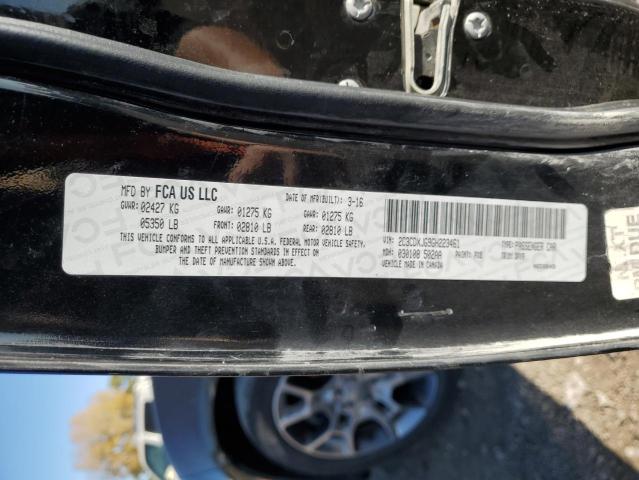 MFD BY FCA US LLC DATE OF MFR(BUILT): 3-16
GVWR: 02427 KG GAWR: 01275 KG GAWR: 01275 KG
05350 LB FRONT: 02810 LB REAR: 02810 LB
THIS VEHICLE CONFORMS TO ALL APPLICABLE U.S.A. FEDERAL MOTOR VEHICLE SAFETY,
BUMPER AND THEFT PREVENTION STANDARDS IN EFFECT ON
THE DATE OF MANUFACTURE SHOWN ABOVE.
VIN: 2C3CDXJG9GH223461 TYPE: PASSENGER CAR
MDH: 030108 502AA PAINT: PX8
VEHICLE MADE IN CANADA